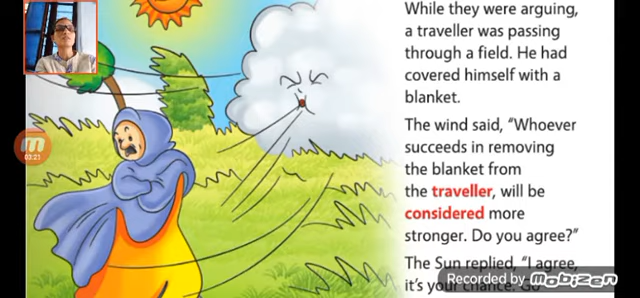 While they were arguing,
a traveller was passing
through a field. He had
covered himself with a
blanket.
The wind said, “Whoever
succeeds in removing
the blanket from
the traveller, will be
considered more
stronger. Do you agree?”
The Sun replied, “I agree,
it's your chance. Go
Recorded by mobizen
M
03:21